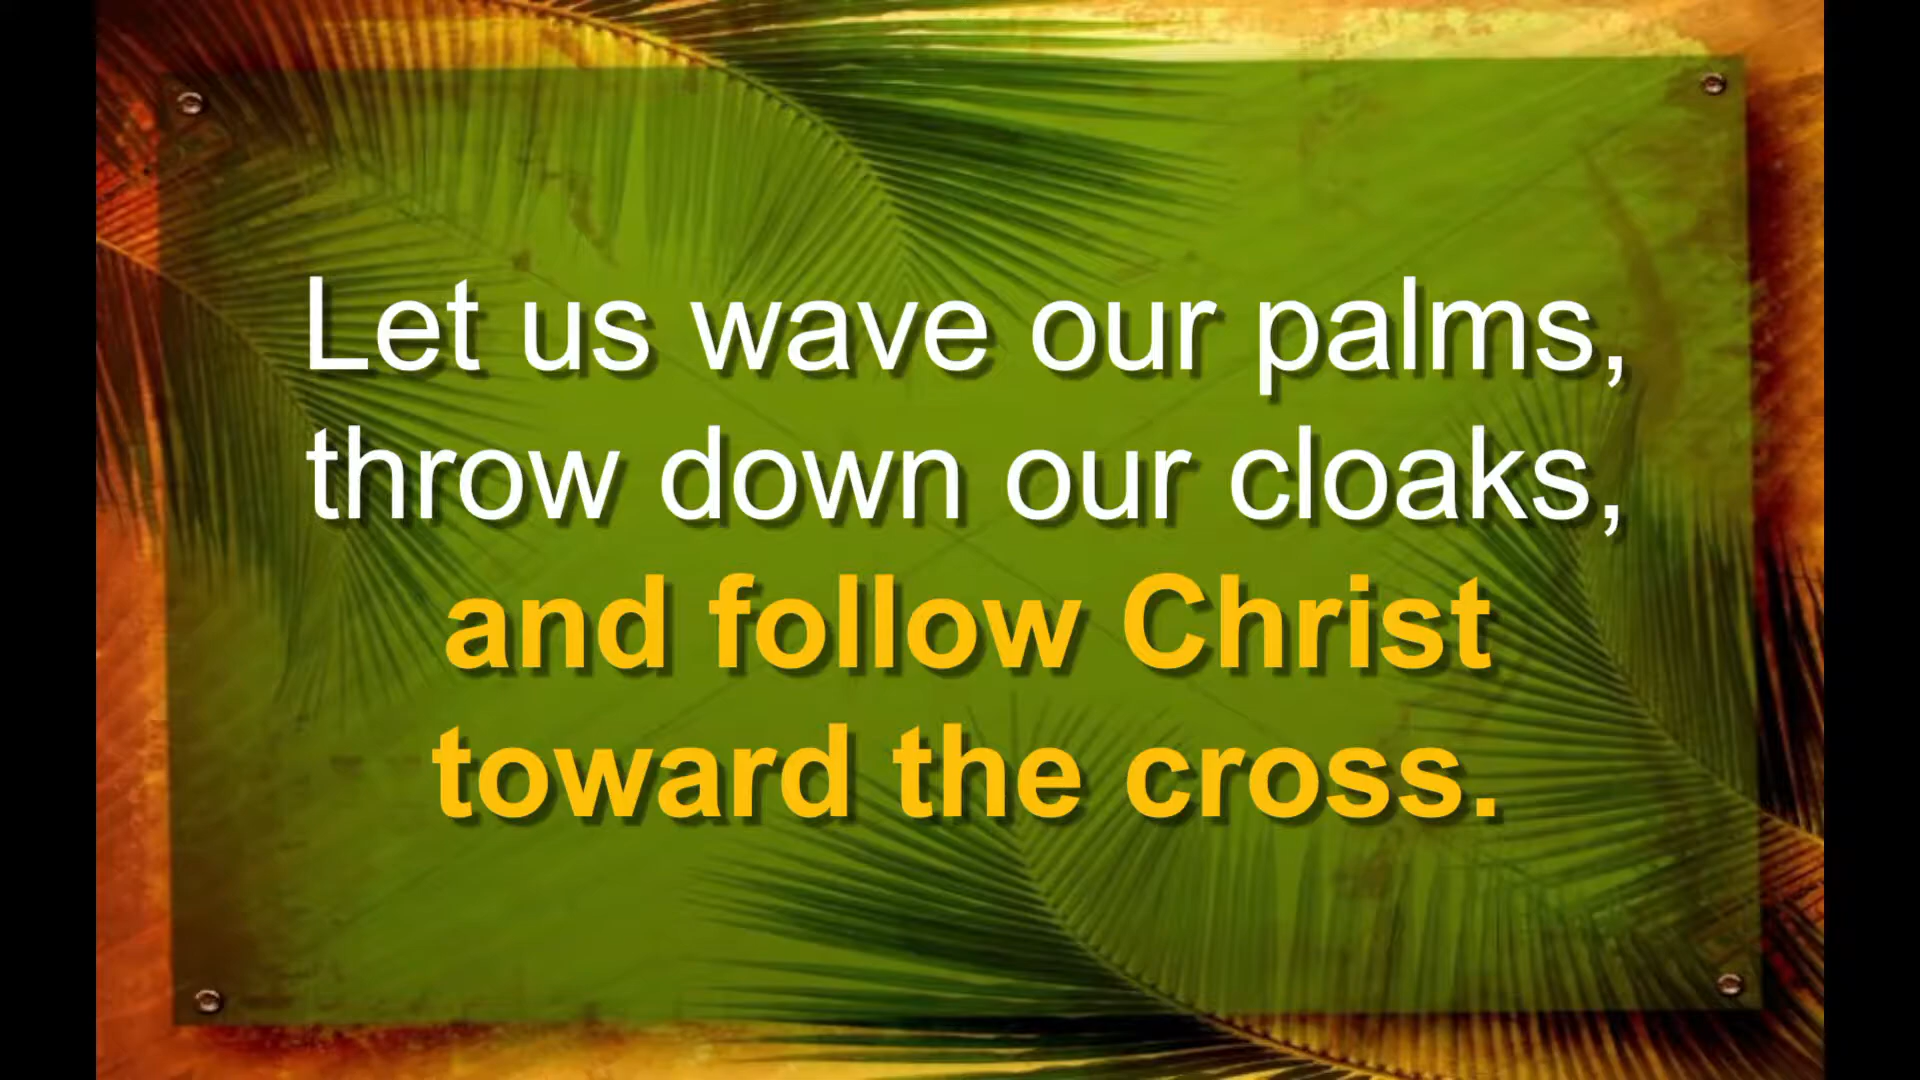 Let us wave our palms,
throw down our cloaks,
and follow Christ
toward the cross.